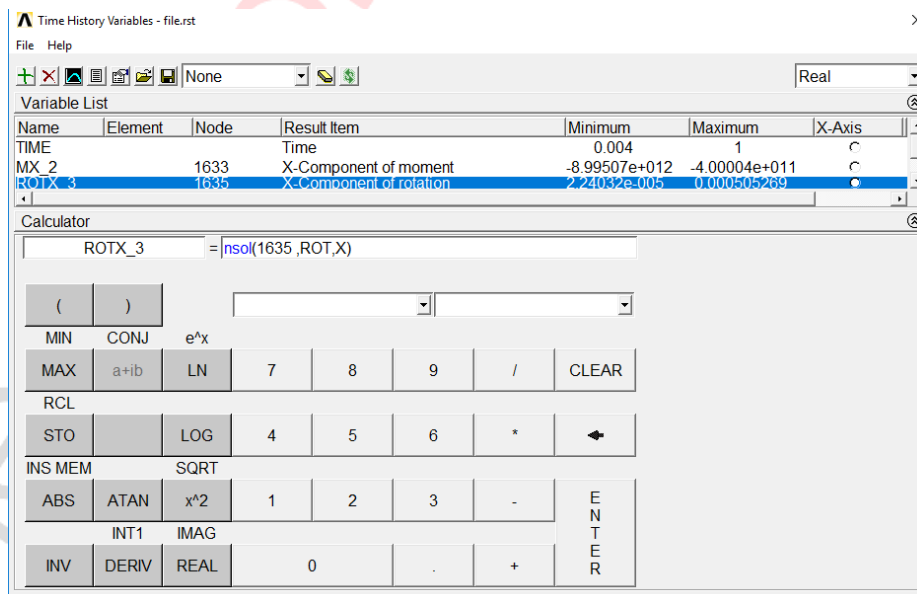 Time History Variables - file.rst
File Help
None Real
Variable List
Name Element Node Result Item Minimum Maximum X-Axis
TIME Time 0.004 1
MX_2 1633 X-Component of moment -8.99507e+012 -4.00004e+011
ROTX_3 1635 X-Component of rotation 2.24032e-005 0.000505269
Calculator
ROTX_3 = nsol(1635 ,ROT,X)
( )
MIN CONJ e^x
MAX a+ib LN 7 8 9 / CLEAR
RCL
STO LOG 4 5 6 *
INS MEM SQRT
ABS ATAN x^2 1 2 3 - ENTER
INT1 IMAG
INV DERIV REAL 0 . +